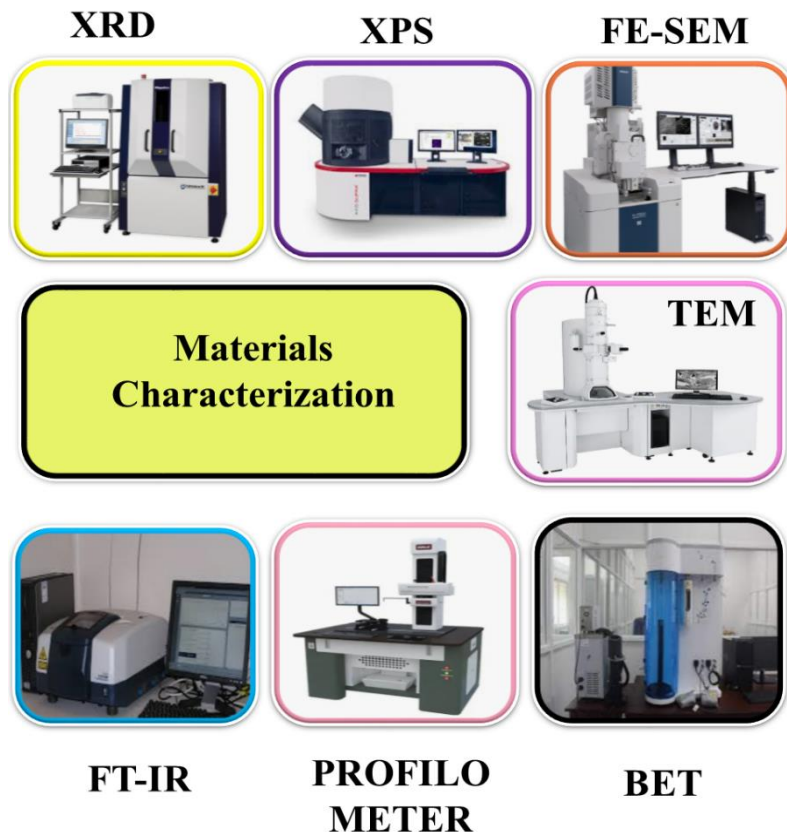 XRD
XPS
FE-SEM
Materials
Characterization
TEM
FT-IR
PROFILO
METER
BET